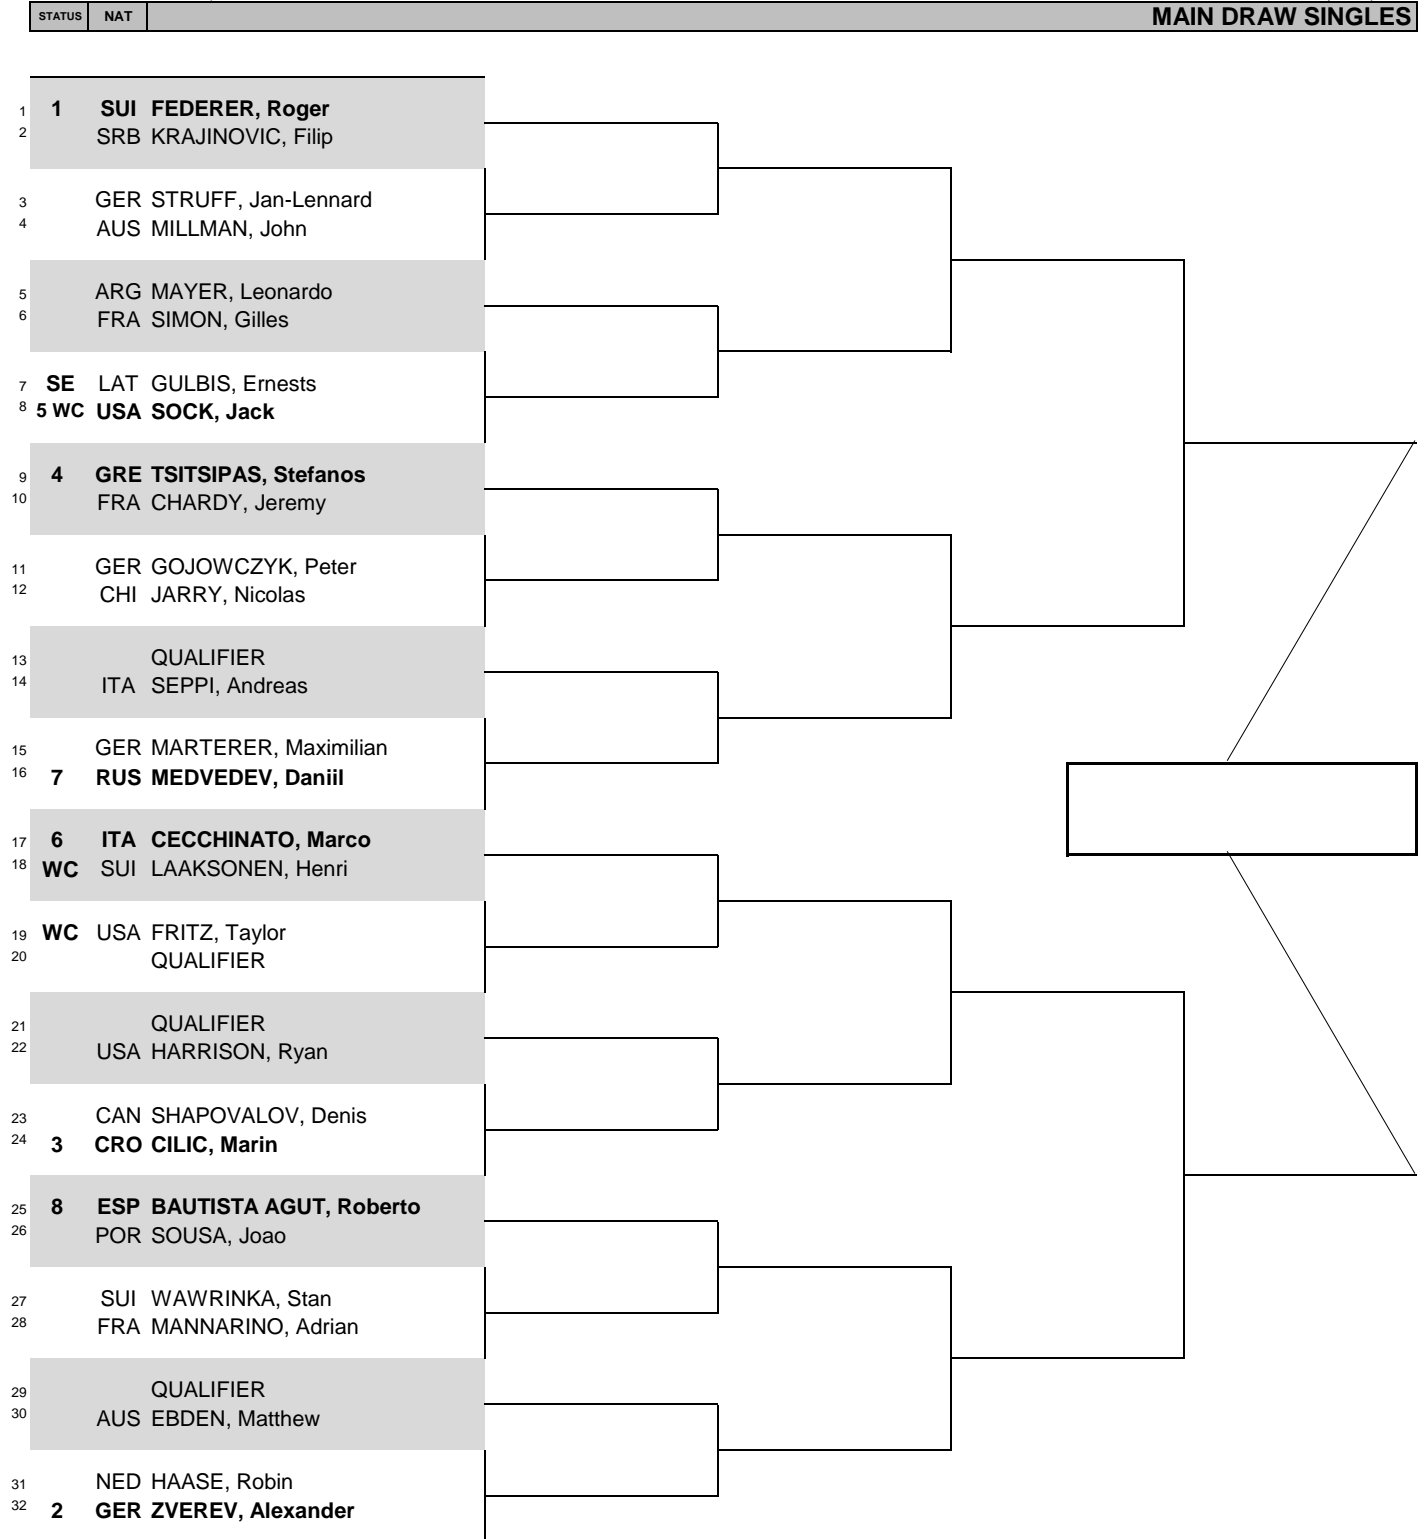 STATUS NAT MAIN DRAW SINGLES
1 1 SUI FEDERER, Roger
2 SRB KRAJINOVIC, Filip
3 GER STRUFF, Jan-Lennard
4 AUS MILLMAN, John
5 ARG MAYER, Leonardo
6 FRA SIMON, Gilles
7 SE LAT GULBIS, Ernests
8 5 WC USA SOCK, Jack
9 4 GRE TSITSIPAS, Stefanos
10 FRA CHARDY, Jeremy
11 GER GOJOWCZYK, Peter
12 CHI JARRY, Nicolas
13 QUALIFIER
14 ITA SEPPI, Andreas
15 GER MARTERER, Maximilian
16 7 RUS MEDVEDEV, Daniil
17 6 ITA CECCHINATO, Marco
18 WC SUI LAAKSONEN, Henri
19 WC USA FRITZ, Taylor
20 QUALIFIER
21 QUALIFIER
22 USA HARRISON, Ryan
23 CAN SHAPOVALOV, Denis
24 3 CRO CILIC, Marin
25 8 ESP BAUTISTA AGUT, Roberto
26 POR SOUSA, Joao
27 SUI WAWRINKA, Stan
28 FRA MANNARINO, Adrian
29 QUALIFIER
30 AUS EBDEN, Matthew
31 NED HAASE, Robin
32 2 GER ZVEREV, Alexander